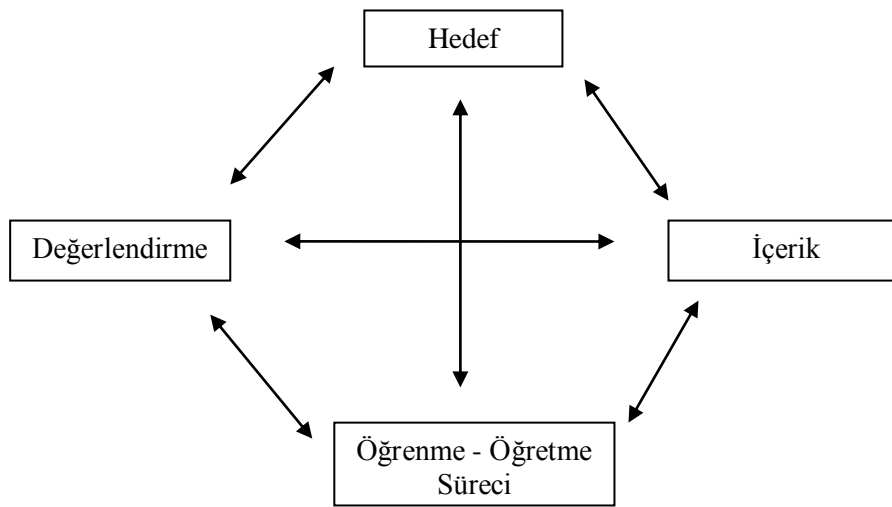 Hedef
Değerlendirme
İçerik
Öğrenme - Öğretme
Süreci